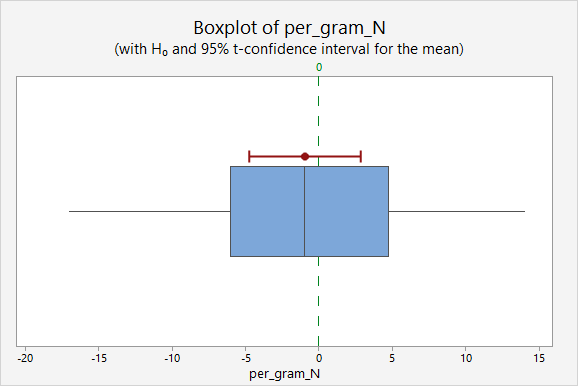 Boxplot of per_gram_N
(with H₀ and 95% t-confidence interval for the mean)
0
-20 -15 -10 -5 0 5 10 15
per_gram_N